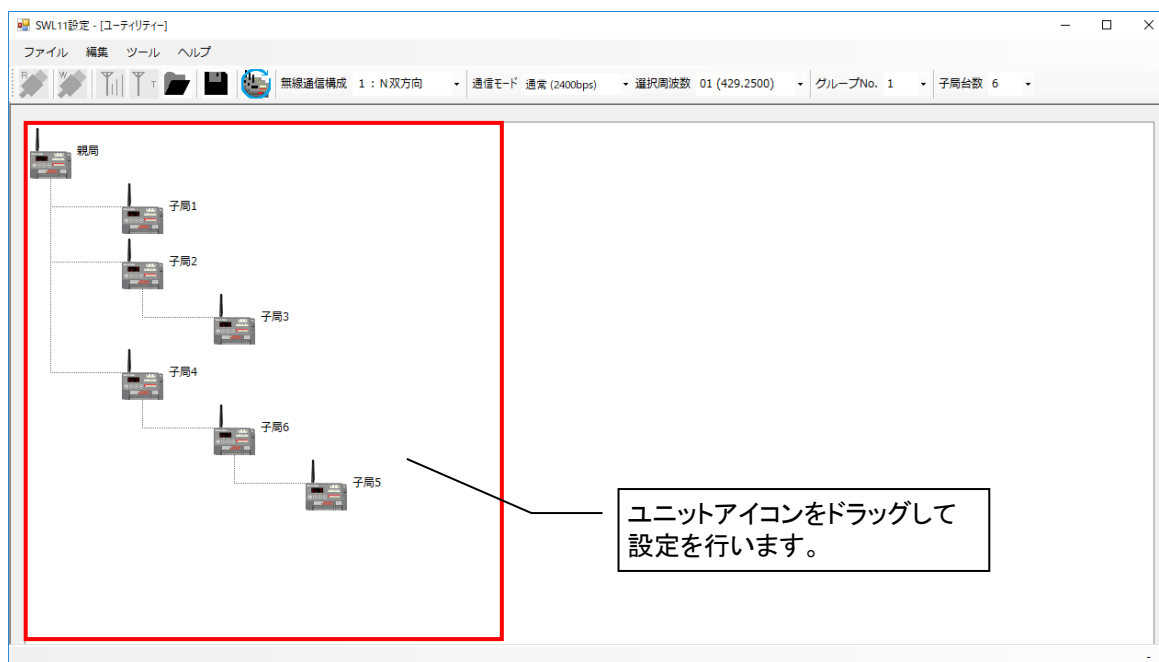 SWL11設定 - [ユーティリティー]
ファイル 編集 ツール ヘルプ
R W T 無線通信構成 1：N双方向 通信モード 通常 (2400bps) 選択周波数 01 (429.2500) グループNo. 1 子局台数 6
親局
子局1
子局2
子局3
子局4
子局6
子局5
ユニットアイコンをドラッグして
設定を行います。